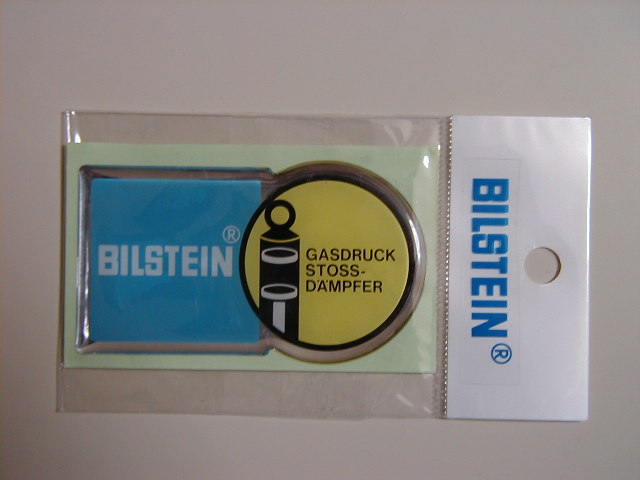 BILSTEIN®
GASDRUCK
STOSS-
DÄMPFER
BILSTEIN®